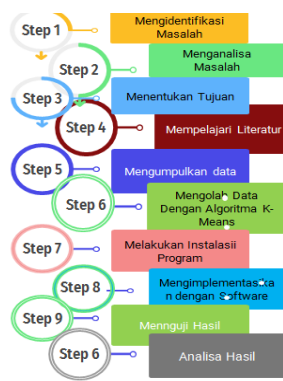 Step 1
Mengidentifikasi
Masalah
Step 2
Menganalisa
Masalah
Step 3
Menentukan Tujuan
Step 4
Mempelajari Literatur
Step 5
Mengumpulkan data
Step 6
Mengolah Data
Dengan Algoritma K-
Means
Step 7
Melakukan Instalasii
Program
Step 8
Mengimplementasika
n dengan Software
Step 9
Mennguji Hasil
Step 6
Analisa Hasil